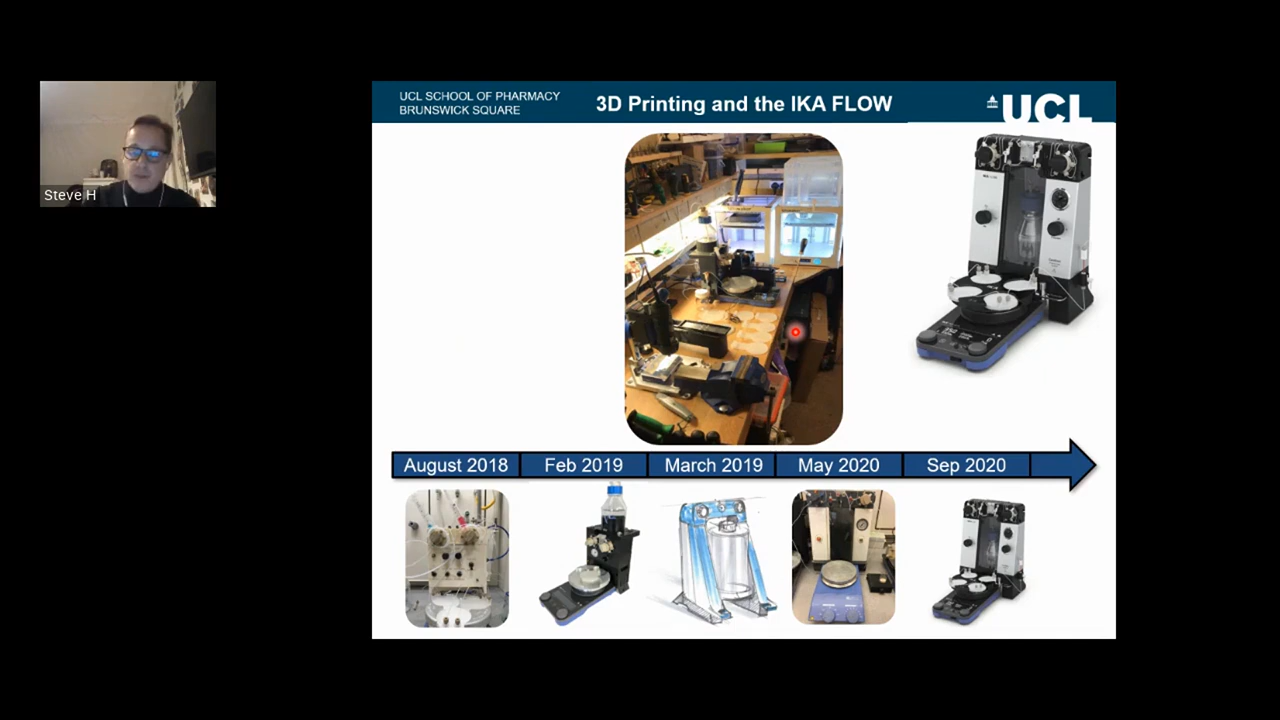 Steve H
UCL SCHOOL OF PHARMACY
BRUNSWICK SQUARE
3D Printing and the IKA FLOW
UCL
August 2018
Feb 2019
March 2019
May 2020
Sep 2020